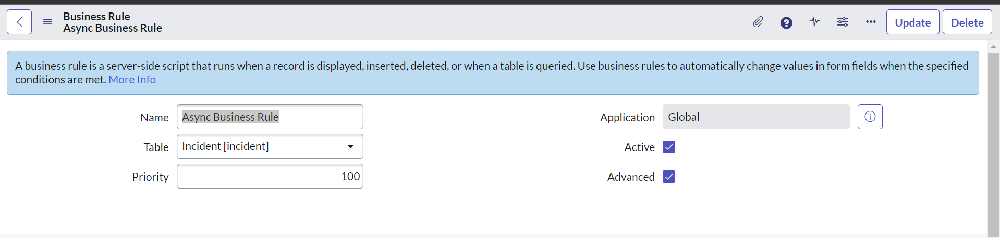 Business Rule
Async Business Rule
Update
Delete
A business rule is a server-side script that runs when a record is displayed, inserted, deleted, or when a table is queried. Use business rules to automatically change values in form fields when the specified
conditions are met. More Info
Name
Async Business Rule
Application
Global
Table
Incident [incident]
Active
Priority
100
Advanced